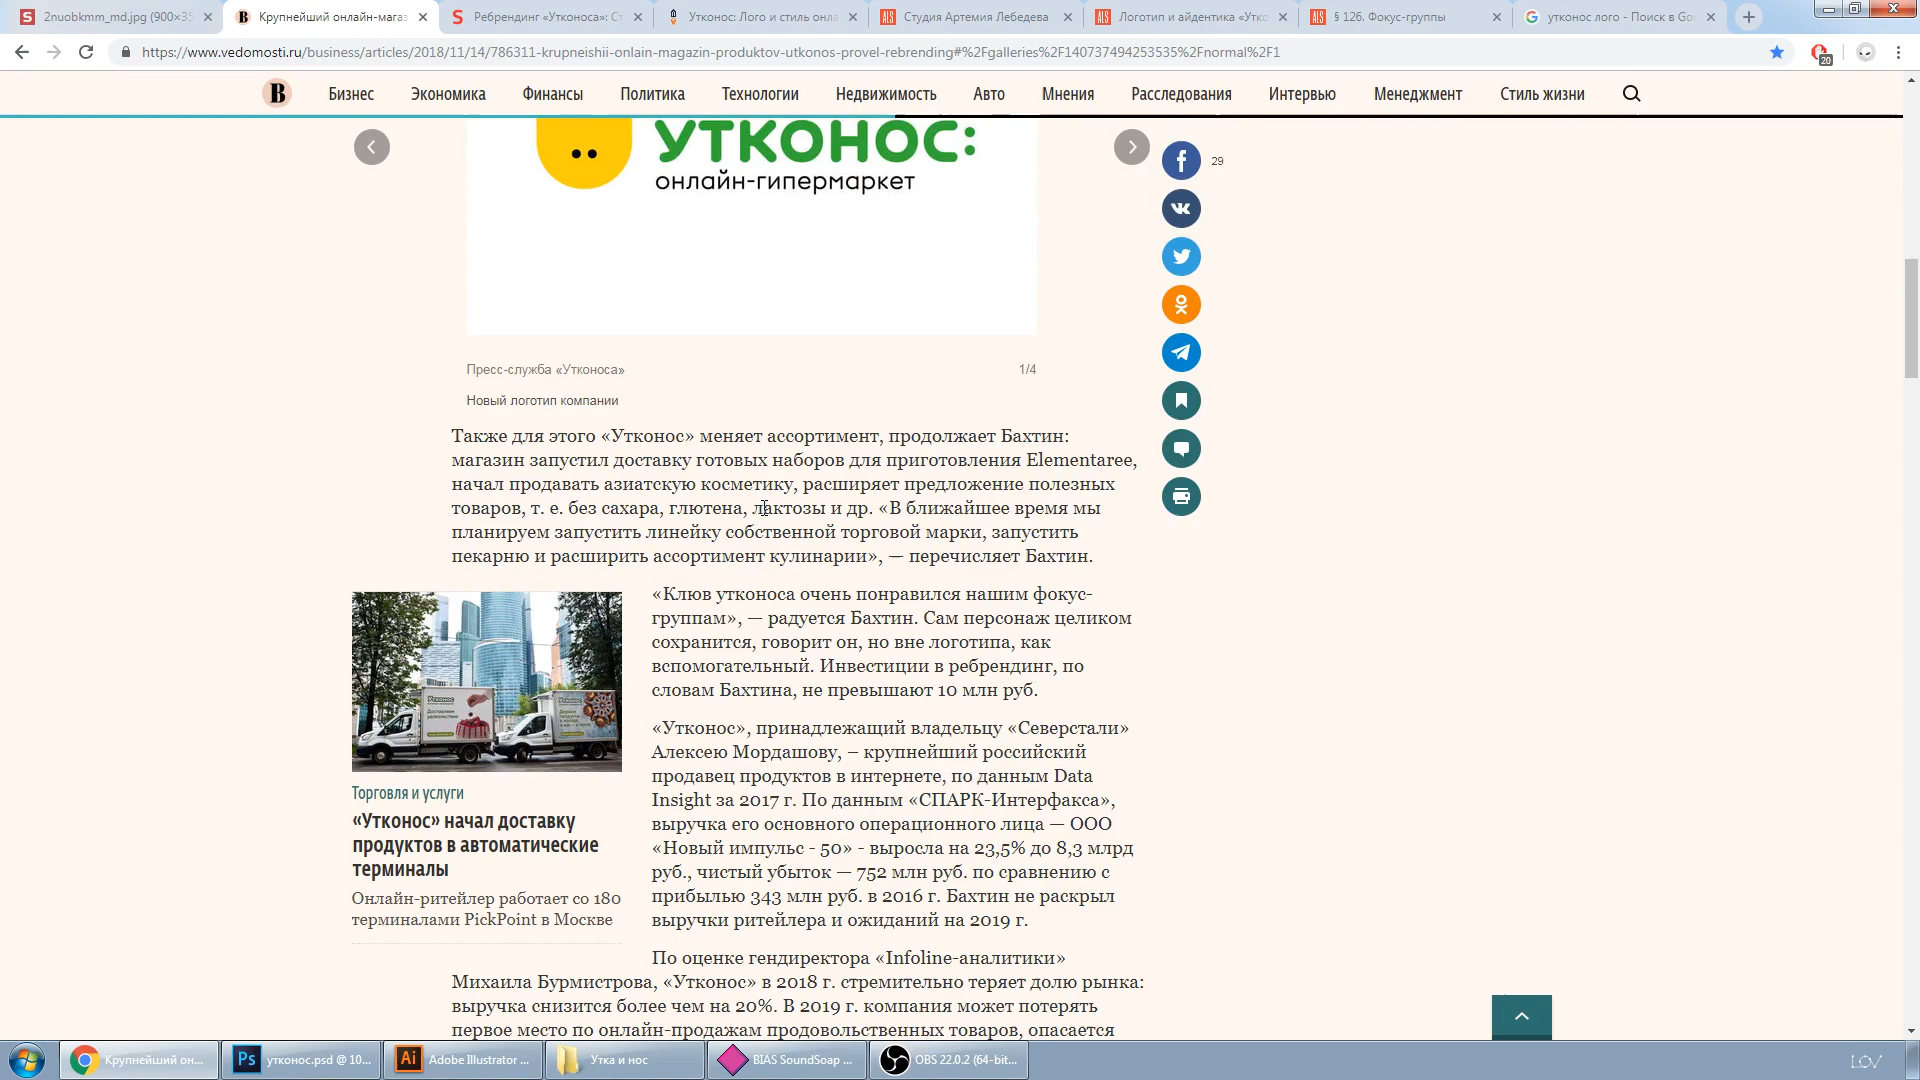 2nuobkmm_md.jpg (900×35
Крупнейший онлайн-магаз
Ребрендинг «Утконоса»: Ст
Утконос: Лого и стиль онла
Студия Артемия Лебедева
Логотип и айдентика «Утко
§ 126. Фокус-группы
утконос лого - Поиск в Go
https://www.vedomosti.ru/business/articles/2018/11/14/786311-krupneishii-onlain-magazin-produktov-utkonos-provel-rebrending#%2Fgalleries%2F140737494253535%2Fnormal%2F1
20
В Бизнес Экономика Финансы Политика Технологии Недвижимость Авто Мнения Расследования Интервью Менеджмент Стиль жизни
УТКОНОС:
онлайн-гипермаркет
29
Пресс-служба «Утконоса» 1/4
Новый логотип компании
Также для этого «Утконос» меняет ассортимент, продолжает Бахтин:
магазин запустил доставку готовых наборов для приготовления Elementaree,
начал продавать азиатскую косметику, расширяет предложение полезных
товаров, т. е. без сахара, глютена, лактозы и др. «В ближайшее время мы
планируем запустить линейку собственной торговой марки, запустить
пекарню и расширить ассортимент кулинарии», — перечисляет Бахтин.
«Клюв утконоса очень понравился нашим фокус-
группам», — радуется Бахтин. Сам персонаж целиком
сохранится, говорит он, но вне логотипа, как
вспомогательный. Инвестиции в ребрендинг, по
словам Бахтина, не превышают 10 млн руб.
«Утконос», принадлежащий владельцу «Северстали»
Алексею Мордашову, – крупнейший российский
продавец продуктов в интернете, по данным Data
Insight за 2017 г. По данным «СПАРК-Интерфакса»,
выручка его основного операционного лица — ООО
«Новый импульс - 50» - выросла на 23,5% до 8,3 млрд
руб., чистый убыток — 752 млн руб. по сравнению с
прибылью 343 млн руб. в 2016 г. Бахтин не раскрыл
выручки ритейлера и ожиданий на 2019 г.
Утконос
Доставляем
удовольствие
Утконос
Торговля и услуги
«Утконос» начал доставку
продуктов в автоматические
терминалы
Онлайн-ритейлер работает со 180
терминалами PickPoint в Москве
По оценке гендиректора «Infoline-аналитики»
Михаила Бурмистрова, «Утконос» в 2018 г. стремительно теряет долю рынка:
выручка снизится более чем на 20%. В 2019 г. компания может потерять
первое место по онлайн-продажам продовольственных товаров, опасается
Крупнейший он...
Ps утконос.psd @ 10...
Ai Adobe Illustrator ...
Утка и нос
BIAS SoundSoap ...
OBS 22.0.2 (64-bit...